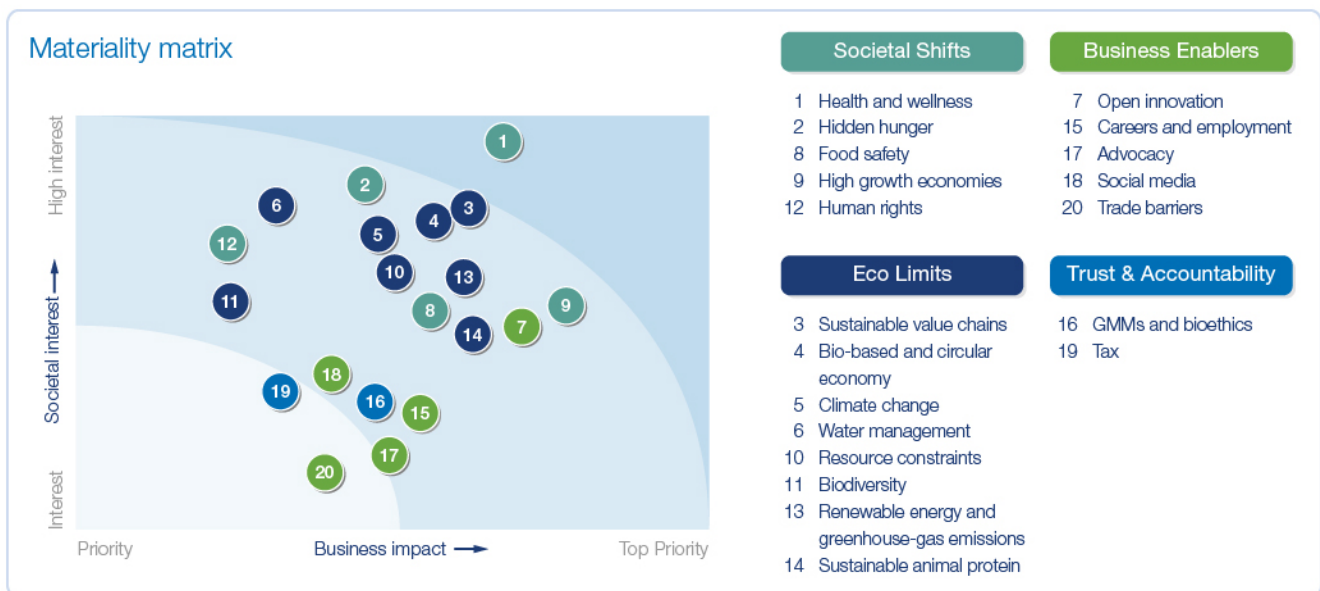 Materiality matrix
High interest
Societal interest
Interest
1
2
6
3
4
5
12
10
13
11
8
9
7
14
18
19
16
15
17
20
Priority
Business impact
Top Priority
Societal Shifts
1 Health and wellness
2 Hidden hunger
8 Food safety
9 High growth economies
12 Human rights
Business Enablers
7 Open innovation
15 Careers and employment
17 Advocacy
18 Social media
20 Trade barriers
Eco Limits
3 Sustainable value chains
4 Bio-based and circular
economy
5 Climate change
6 Water management
10 Resource constraints
11 Biodiversity
13 Renewable energy and
greenhouse-gas emissions
14 Sustainable animal protein
Trust & Accountability
16 GMMs and bioethics
19 Tax